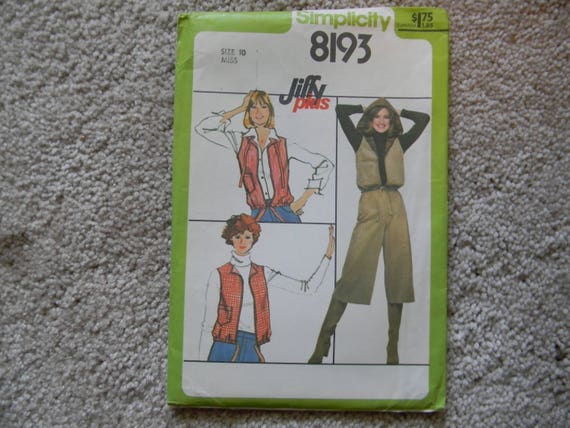 Simplicity
$1.75
8193
SIZE 10
MISS
Jiffy
plus